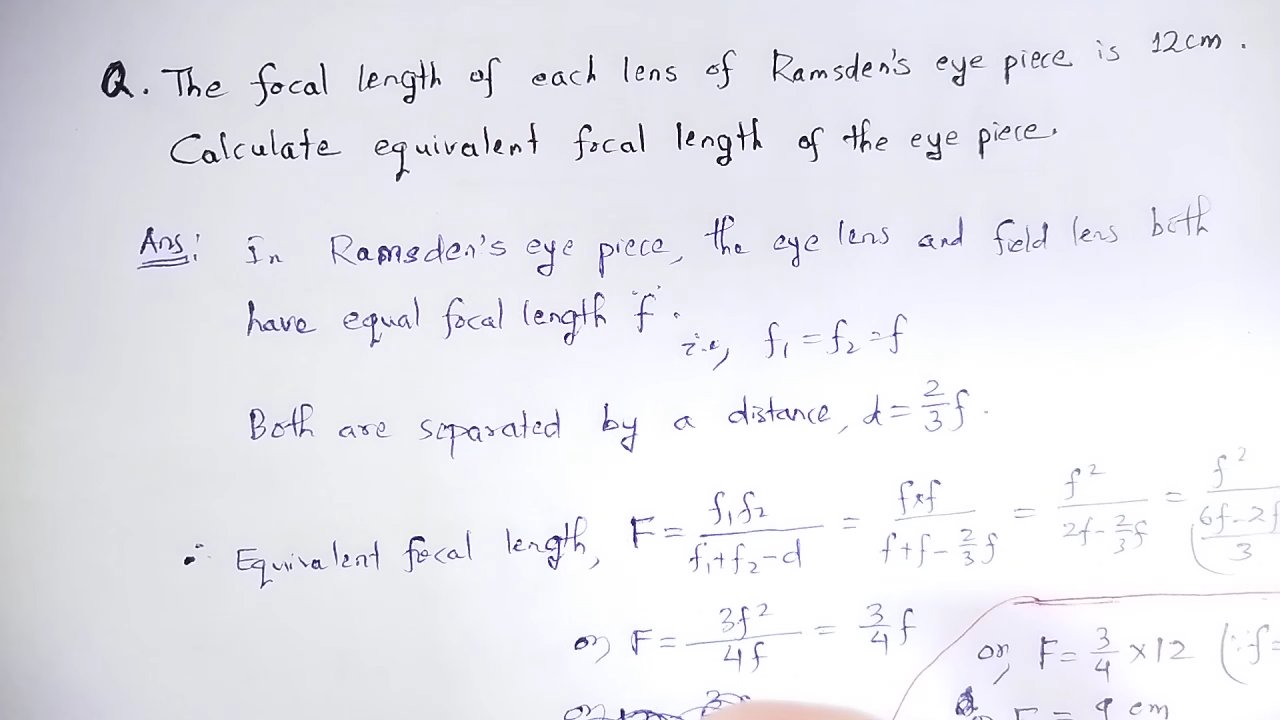 Q. The focal length of each lens of Ramsden's eye piece is 12cm.
Calculate equivalent focal length of the eye piece.
Ans: In Ramsden's eye piece, the eye lens and field lens both
have equal focal length 'f'.
i.e, f₁ = f₂ = f
Both are separated by a distance, d = 2/3 f.
∴ Equivalent focal length, F = f₁f₂/(f₁+f₂-d) = f×f/(f+f-2/3 f) = f²/(2f-2/3 f) = f²/((6f-2f/3
or, F = 3f²/4f = 3/4 f
or, F = 3/4 × 12 (∵ f =
F = 9 cm